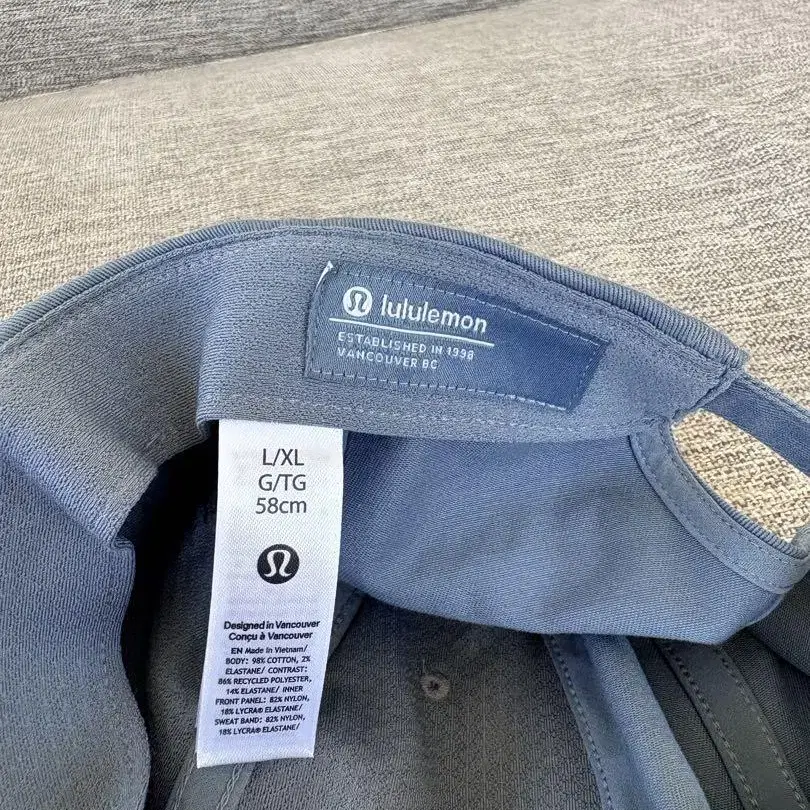 lululemon
ESTABLISHED IN 1998
VANCOUVER BC
L/XL
G/TG
58cm
Designed in Vancouver
Conçu à Vancouver
EN Made in Vietnam/
BODY: 98% COTTON, 2%
ELASTANE/ CONTRAST:
86% RECYCLED POLYESTER,
14% ELASTANE/ INNER
FRONT PANEL: 82% NYLON,
18% LYCRA® ELASTANE/
SWEAT BAND: 82% NYLON,
18% LYCRA® ELASTANE/